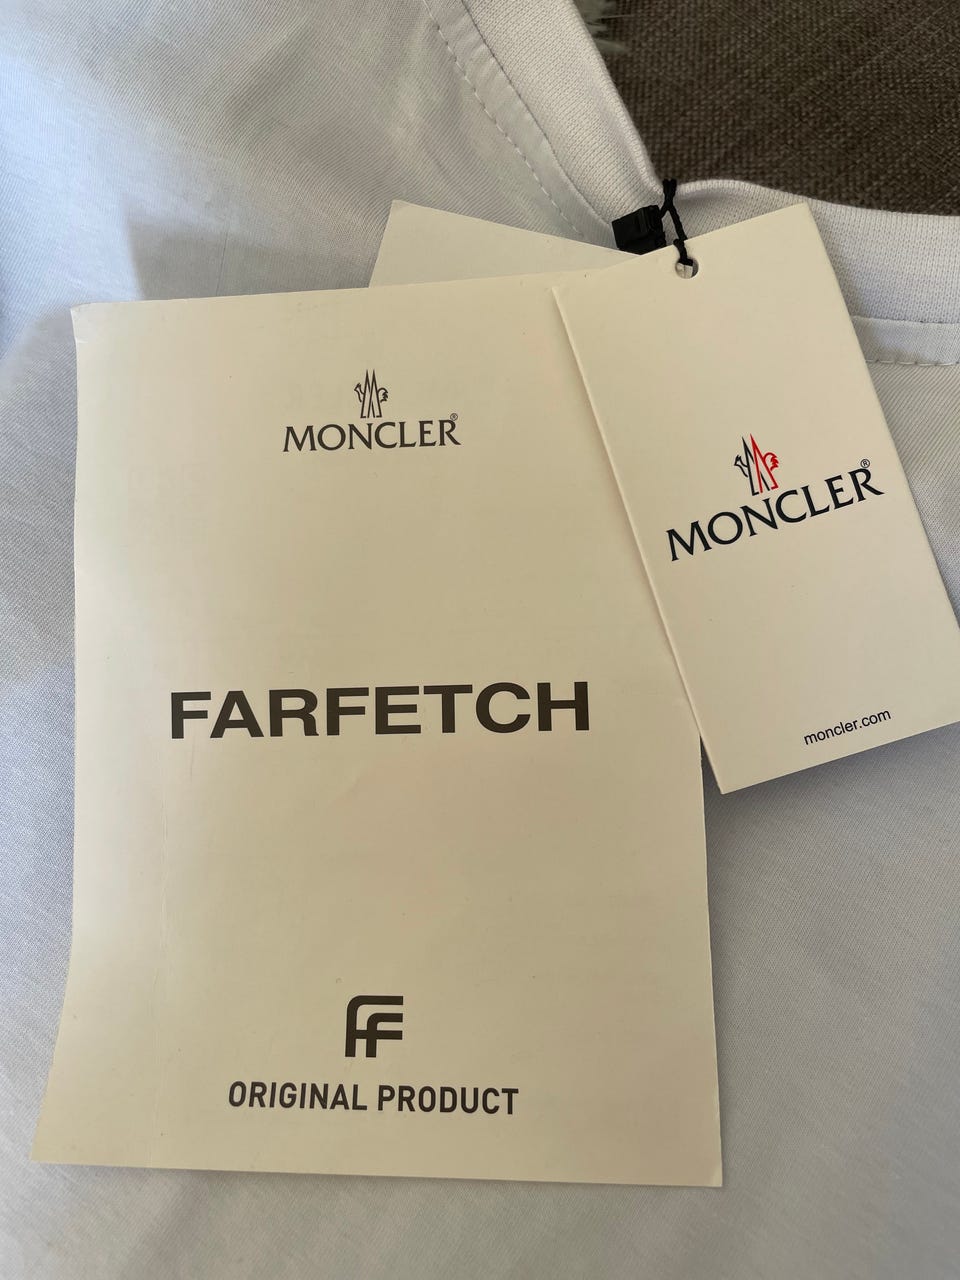 MONCLER®
FARFETCH
FF
ORIGINAL PRODUCT
MONCLER®
moncler.com